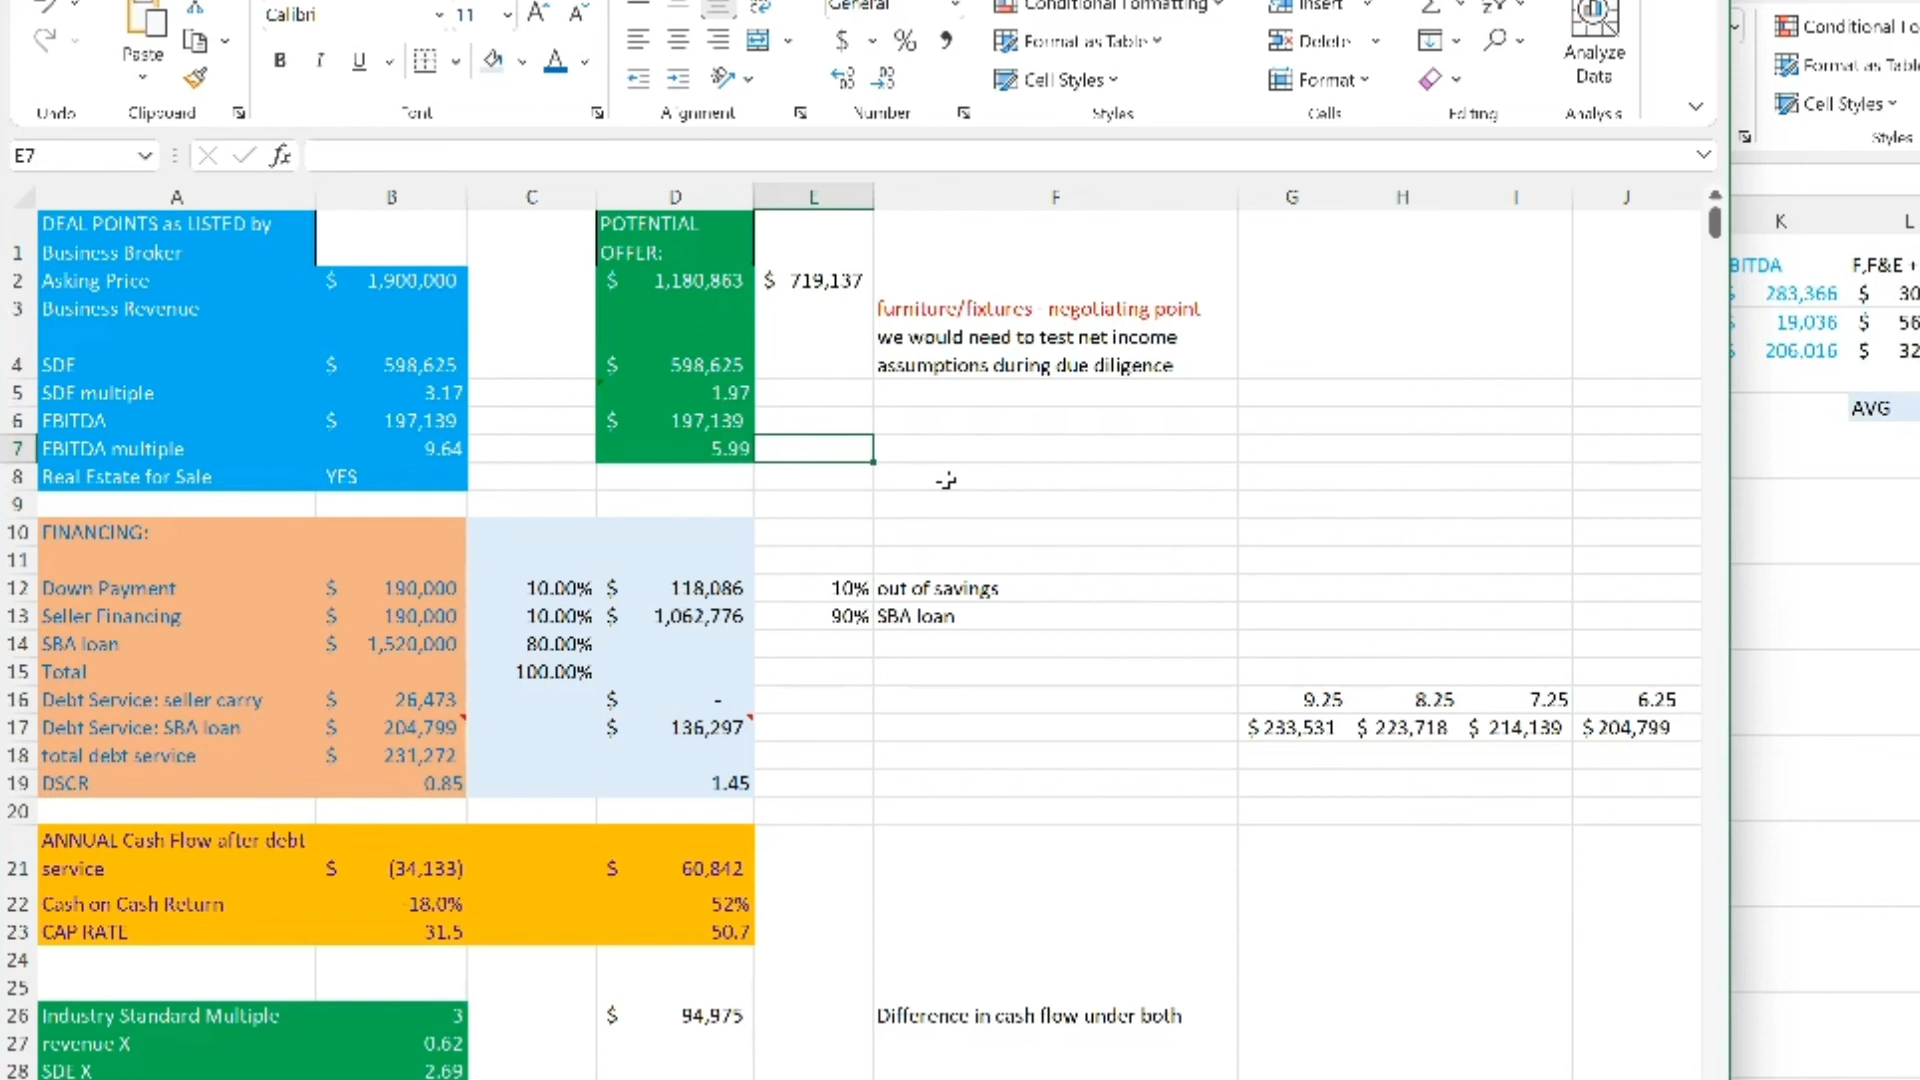 Calibri 11 General Conditional Formatting Insert
Paste $ % Format as Table Delete Analyze Data
B I U A Cell Styles Format
Undo Clipboard Font Alignment Number Styles Cells Editing Analysis
Format as Table
Cell Styles
Styles
E7 fx
A B C D E F G H I J
K L
1 DEAL POINTS as LISTED by Business Broker POTENTIAL OFFER:
2 Asking Price $ 1,900,000 $ 1,180,863 $ 719,137
3 Business Revenue furniture/fixtures - negotiating point
we would need to test net income
4 SDE $ 598,625 $ 598,625 assumptions during due diligence
5 SDE multiple 3.17 1.97
6 EBITDA $ 197,139 $ 197,139
7 EBITDA multiple 9.64 5.99
8 Real Estate for Sale YES
9
10 FINANCING:
11
12 Down Payment $ 190,000 10.00% $ 118,086 10% out of savings
13 Seller Financing $ 190,000 10.00% $ 1,062,776 90% SBA loan
14 SBA loan $ 1,520,000 80.00%
15 Total 100.00%
16 Debt Service: seller carry $ 26,473 $ - 9.25 8.25 7.25 6.25
17 Debt Service: SBA loan $ 204,799 $ 136,297 $ 233,531 $ 223,718 $ 214,139 $ 204,799
18 total debt service $ 231,272
19 DSCR 0.85 1.45
20
21 ANNUAL Cash Flow after debt service $ (34,133) $ 60,842
22 Cash on Cash Return -18.0% 52%
23 CAP RATE 31.5 50.7
24
25
26 Industry Standard Multiple 3 $ 94,975 Difference in cash flow under both
27 revenue X 0.62
28 SDE X 2.69
BITDA F,F&E +
283,366 $ 30
19,036 $ 56
206,016 $ 32
AVG